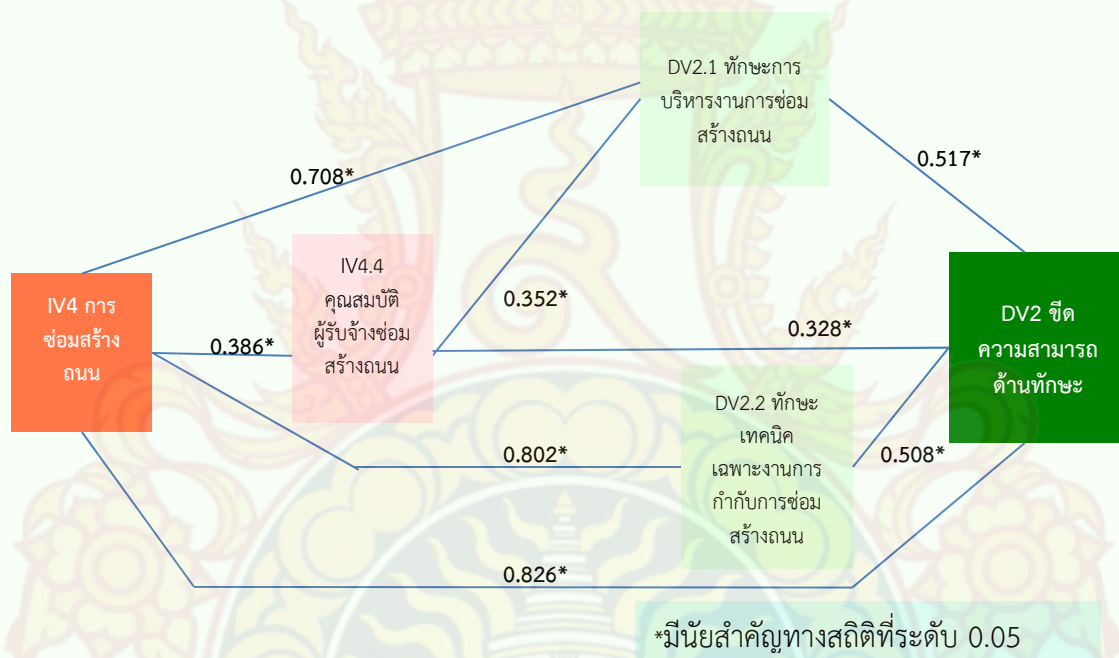 DV2.1 ทักษะการ
บริหารงานการซ่อม
สร้างถนน
0.517*
0.708*
IV4.4
คุณสมบัติ
ผู้รับจ้างซ่อม
สร้างถนน
IV4 การ
ซ่อมสร้าง
ถนน
0.386*
0.352*
0.328*
DV2 ขีด
ความสามารถ
ด้านทักษะ
DV2.2 ทักษะ
เทคนิค
เฉพาะงานการ
กำกับการซ่อม
สร้างถนน
0.802*
0.508*
0.826*
*มีนัยสำคัญทางสถิติที่ระดับ 0.05